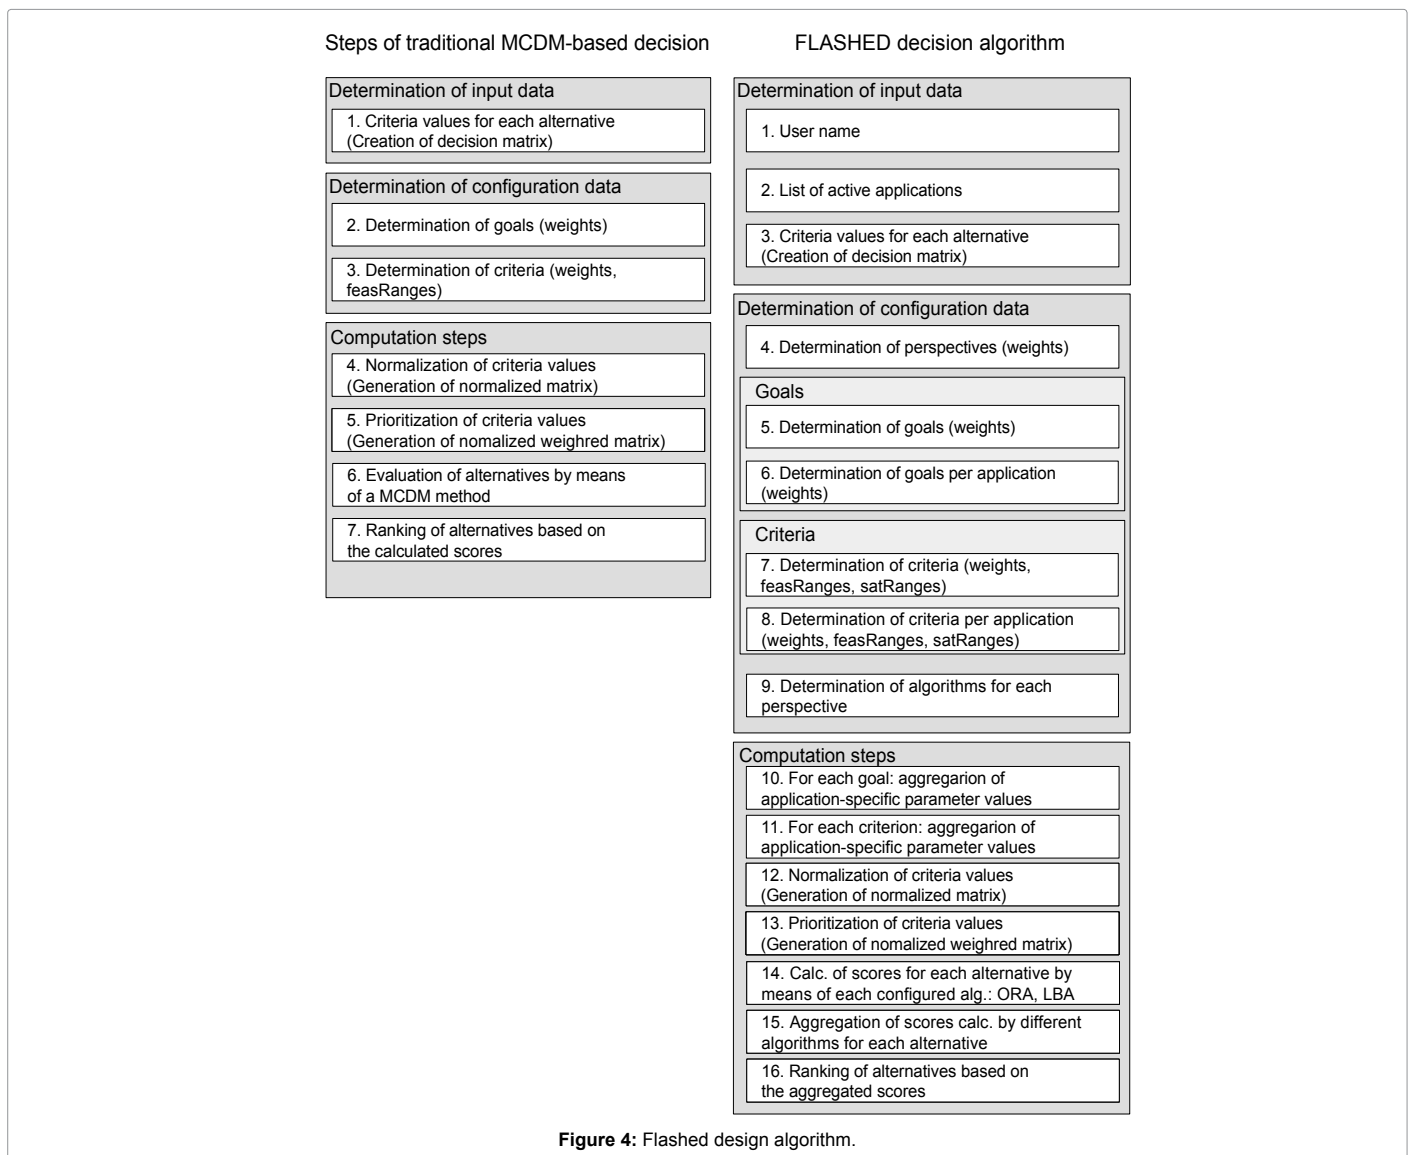 Steps of traditional MCDM-based decision
Determination of input data
1. Criteria values for each alternative
(Creation of decision matrix)
Determination of configuration data
2. Determination of goals (weights)
3. Determination of criteria (weights,
feasRanges)
Computation steps
4. Normalization of criteria values
(Generation of normalized matrix)
5. Prioritization of criteria values
(Generation of nomalized weighred matrix)
6. Evaluation of alternatives by means
of a MCDM method
7. Ranking of alternatives based on
the calculated scores
FLASHED decision algorithm
Determination of input data
1. User name
2. List of active applications
3. Criteria values for each alternative
(Creation of decision matrix)
Determination of configuration data
4. Determination of perspectives (weights)
Goals
5. Determination of goals (weights)
6. Determination of goals per application
(weights)
Criteria
7. Determination of criteria (weights,
feasRanges, satRanges)
8. Determination of criteria per application
(weights, feasRanges, satRanges)
9. Determination of algorithms for each
perspective
Computation steps
10. For each goal: aggregarion of
application-specific parameter values
11. For each criterion: aggregarion of
application-specific parameter values
12. Normalization of criteria values
(Generation of normalized matrix)
13. Prioritization of criteria values
(Generation of nomalized weighred matrix)
14. Calc. of scores for each alternative by
means of each configured alg.: ORA, LBA
15. Aggregation of scores calc. by different
algorithms for each alternative
16. Ranking of alternatives based on
the aggregated scores
Figure 4: Flashed design algorithm.